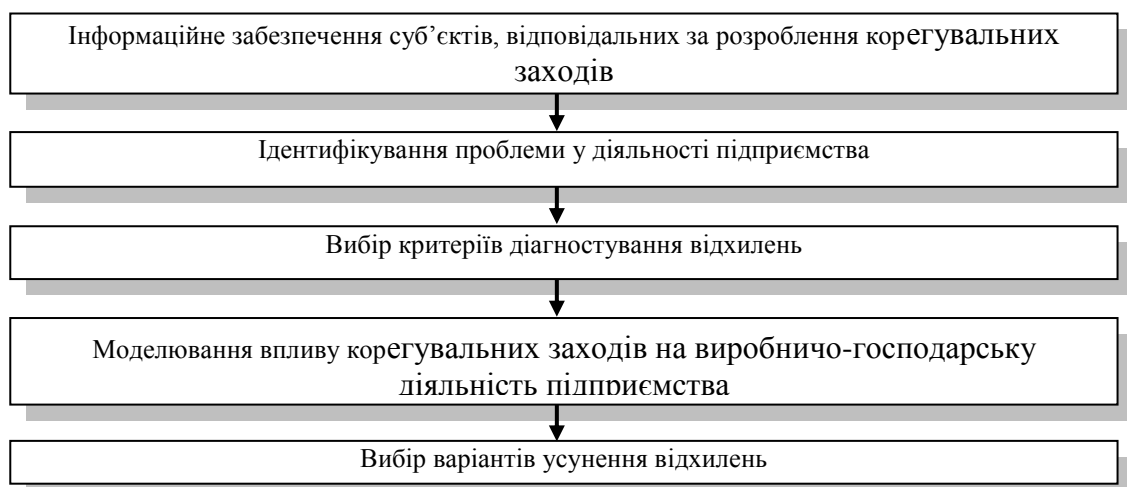 Інформаційне забезпечення суб’єктів, відповідальних за розроблення корегувальних
заходів
Ідентифікування проблеми у діяльності підприємства
Вибір критеріїв діагностування відхилень
Моделювання впливу корегувальних заходів на виробничо-господарську
діяльність підприємства
Вибір варіантів усунення відхилень